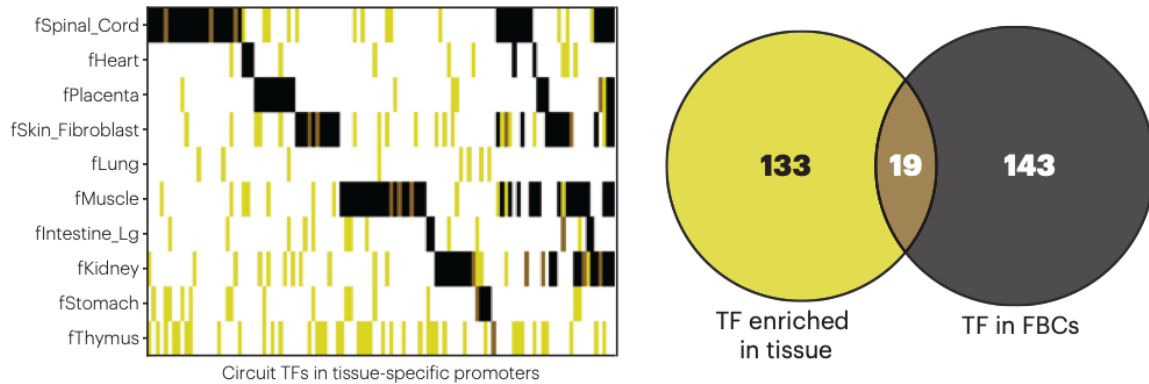 fSpinal_Cord
fHeart
fPlacenta
fSkin_Fibroblast
fLung
fMuscle
fIntestine_Lg
fKidney
fStomach
fThymus
Circuit TFs in tissue-specific promoters
133
19
143
TF enriched
in tissue
TF in FBCs